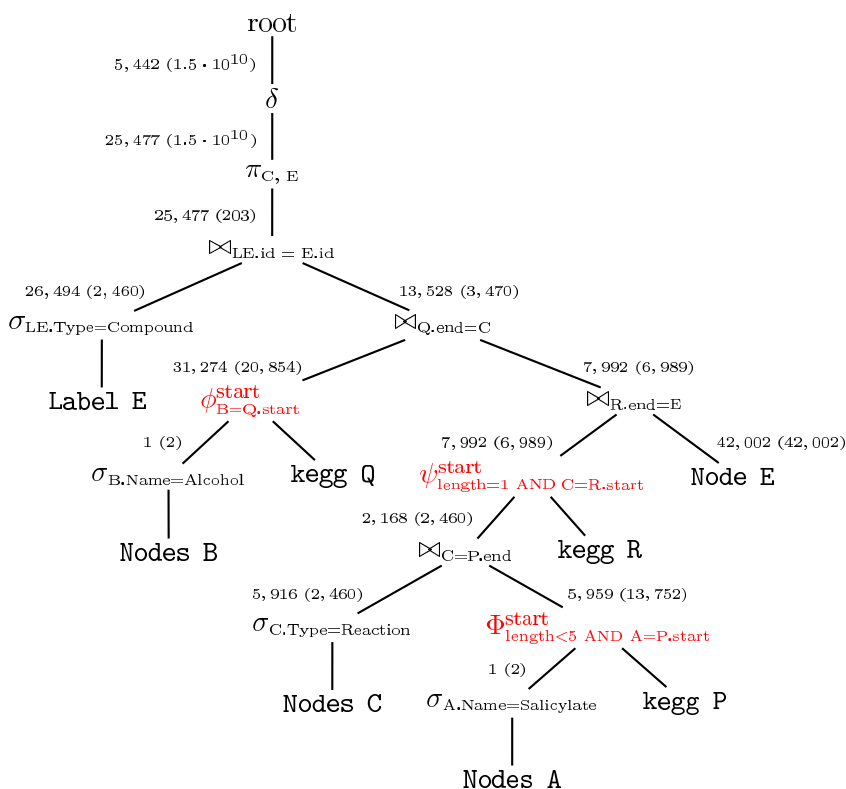 root
5,442 (1.5 · 10^10)
δ
25,477 (1.5 · 10^10)
π_C, E
25,477 (203)
⋈_LE.id = E.id
26,494 (2,460) 13,528 (3,470)
σ_LE.Type=Compound ⋈_Q.end=C
31,274 (20,854) 7,992 (6,989)
Label E ϕ^start_B=Q.start ⋈_R.end=E
1 (2) 7,992 (6,989) 42,002 (42,002)
σ_B.Name=Alcohol kegg Q ψ^start_length=1 AND C=R.start Node E
2,168 (2,460)
Nodes B ⋈_C=P.end kegg R
5,916 (2,460) 5,959 (13,752)
σ_C.Type=Reaction Φ^start_length<5 AND A=P.start
1 (2)
Nodes C σ_A.Name=Salicylate kegg P
Nodes A